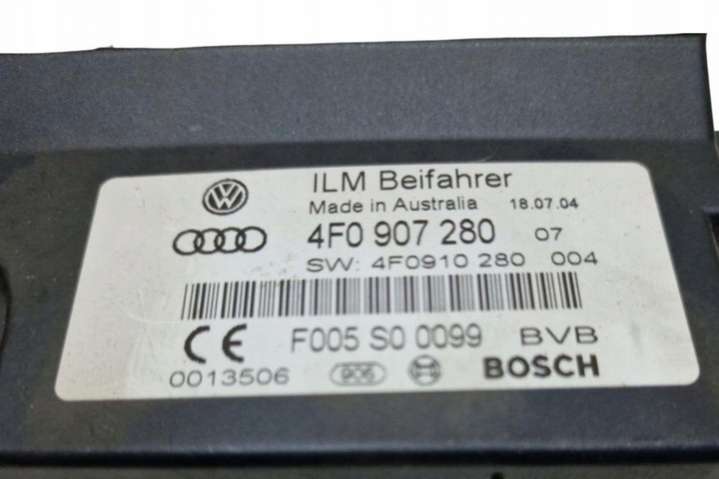 ILM Beifahrer
Made in Australia 18.07.04
4F0 907 280 07
SW: 4F0910 280 004
F005 S0 0099 BVB
0013506 906 BOSCH